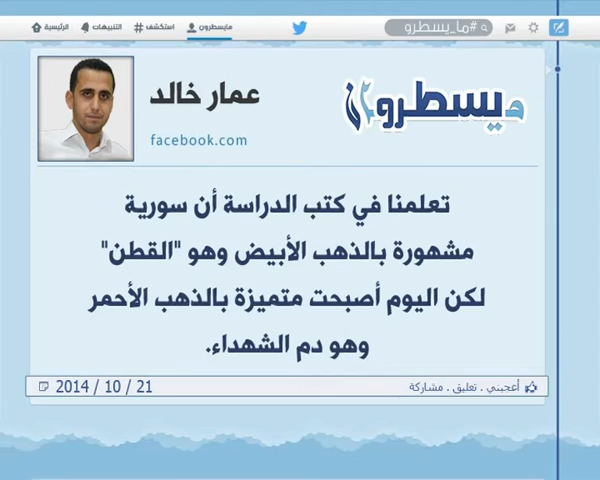 #ما_يسطرو
مايسطرون
استكشف
التنبيهات
الرئيسية
مايسطرون
عمار خالد
facebook.com
تعلمنا في كتب الدراسة أن سورية
مشهورة بالذهب الأبيض وهو "القطن"
لكن اليوم أصبحت متميزة بالذهب الأحمر
وهو دم الشهداء.
أعجبني . تعليق . مشاركة
2014 / 10 / 21